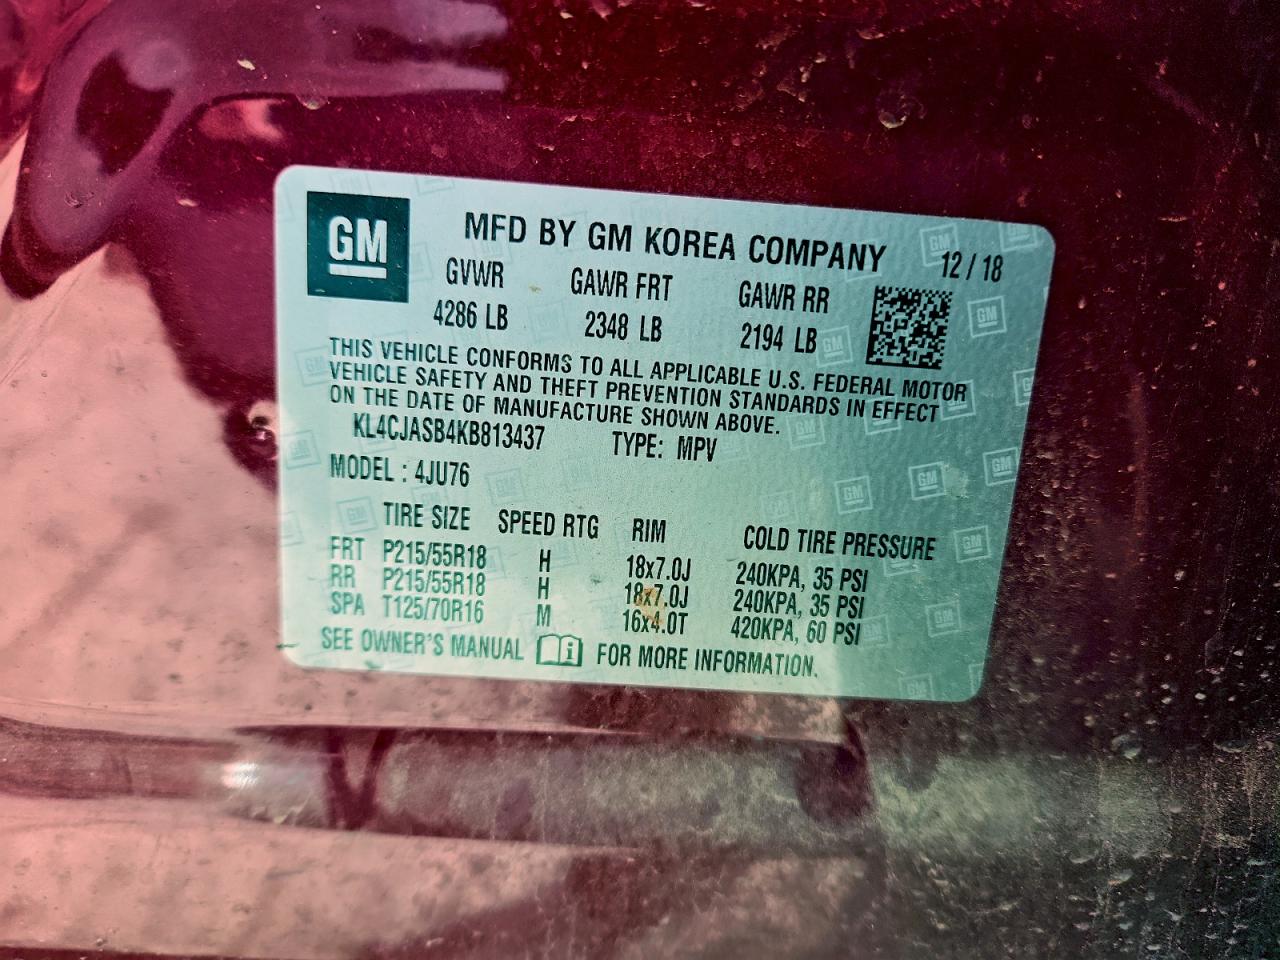 GM
MFD BY GM KOREA COMPANY 12 / 18
GVWR GAWR FRT GAWR RR
4286 LB 2348 LB 2194 LB
THIS VEHICLE CONFORMS TO ALL APPLICABLE U.S. FEDERAL MOTOR
VEHICLE SAFETY AND THEFT PREVENTION STANDARDS IN EFFECT
ON THE DATE OF MANUFACTURE SHOWN ABOVE.
KL4CJASB4KB813437 TYPE: MPV
MODEL : 4JU76
TIRE SIZE SPEED RTG RIM COLD TIRE PRESSURE
FRT P215/55R18 H 18x7.0J 240KPA, 35 PSI
RR P215/55R18 H 18x7.0J 240KPA, 35 PSI
SPA T125/70R16 M 16x4.0T 420KPA, 60 PSI
SEE OWNER'S MANUAL i FOR MORE INFORMATION.